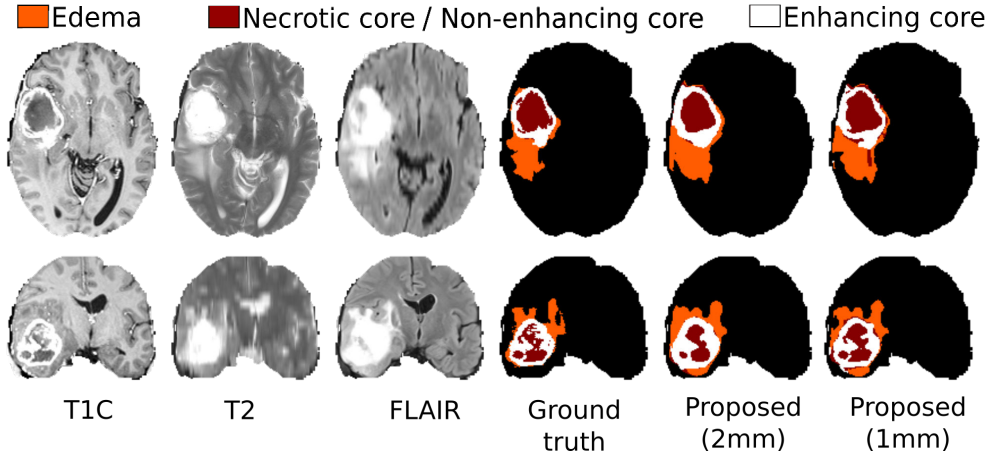 Edema
Necrotic core / Non-enhancing core
Enhancing core
T1C
T2
FLAIR
Ground
truth
Proposed
(2mm)
Proposed
(1mm)